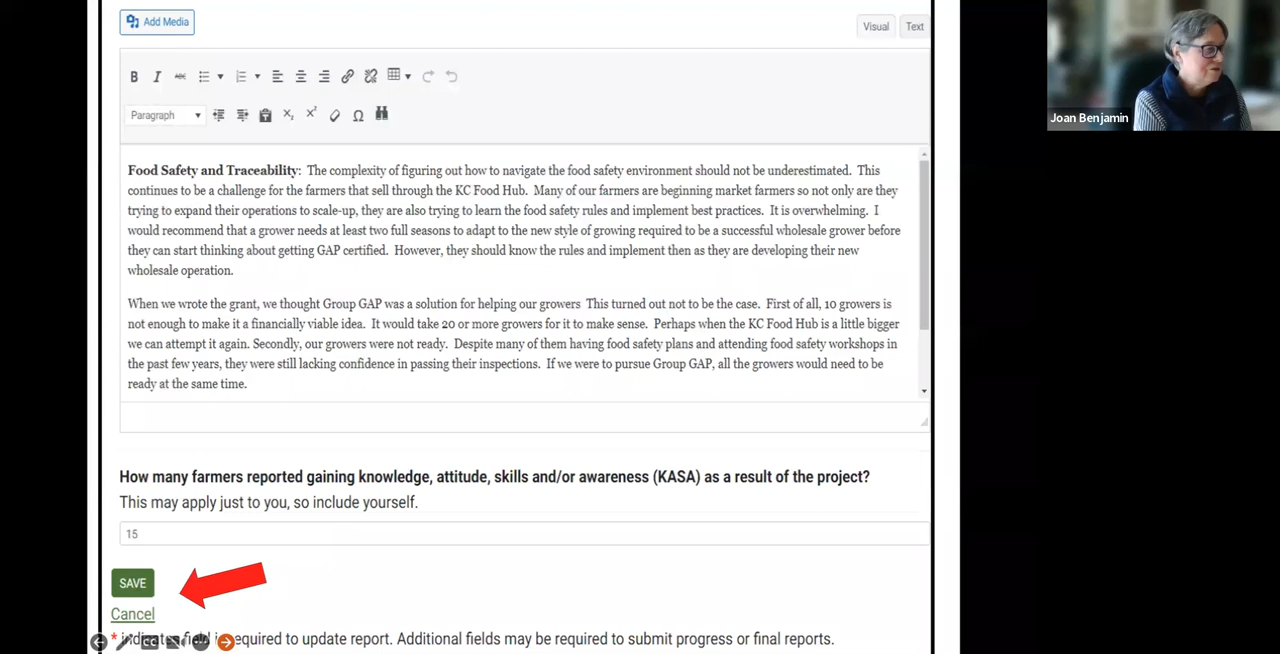 Add Media
Visual
Text
B I ABC
Paragraph
X₂ X² Ω
Joan Benjamin
Food Safety and Traceability: The complexity of figuring out how to navigate the food safety environment should not be underestimated. This
continues to be a challenge for the farmers that sell through the KC Food Hub. Many of our farmers are beginning market farmers so not only are they
trying to expand their operations to scale-up, they are also trying to learn the food safety rules and implement best practices. It is overwhelming. I
would recommend that a grower needs at least two full seasons to adapt to the new style of growing required to be a successful wholesale grower before
they can start thinking about getting GAP certified. However, they should know the rules and implement then as they are developing their new
wholesale operation.
When we wrote the grant, we thought Group GAP was a solution for helping our growers This turned out not to be the case. First of all, 10 growers is
not enough to make it a financially viable idea. It would take 20 or more growers for it to make sense. Perhaps when the KC Food Hub is a little bigger
we can attempt it again. Secondly, our growers were not ready. Despite many of them having food safety plans and attending food safety workshops in
the past few years, they were still lacking confidence in passing their inspections. If we were to pursue Group GAP, all the growers would need to be
ready at the same time.
How many farmers reported gaining knowledge, attitude, skills and/or awareness (KASA) as a result of the project?
This may apply just to you, so include yourself.
15
SAVE
Cancel
* indicates field is required to update report. Additional fields may be required to submit progress or final reports.